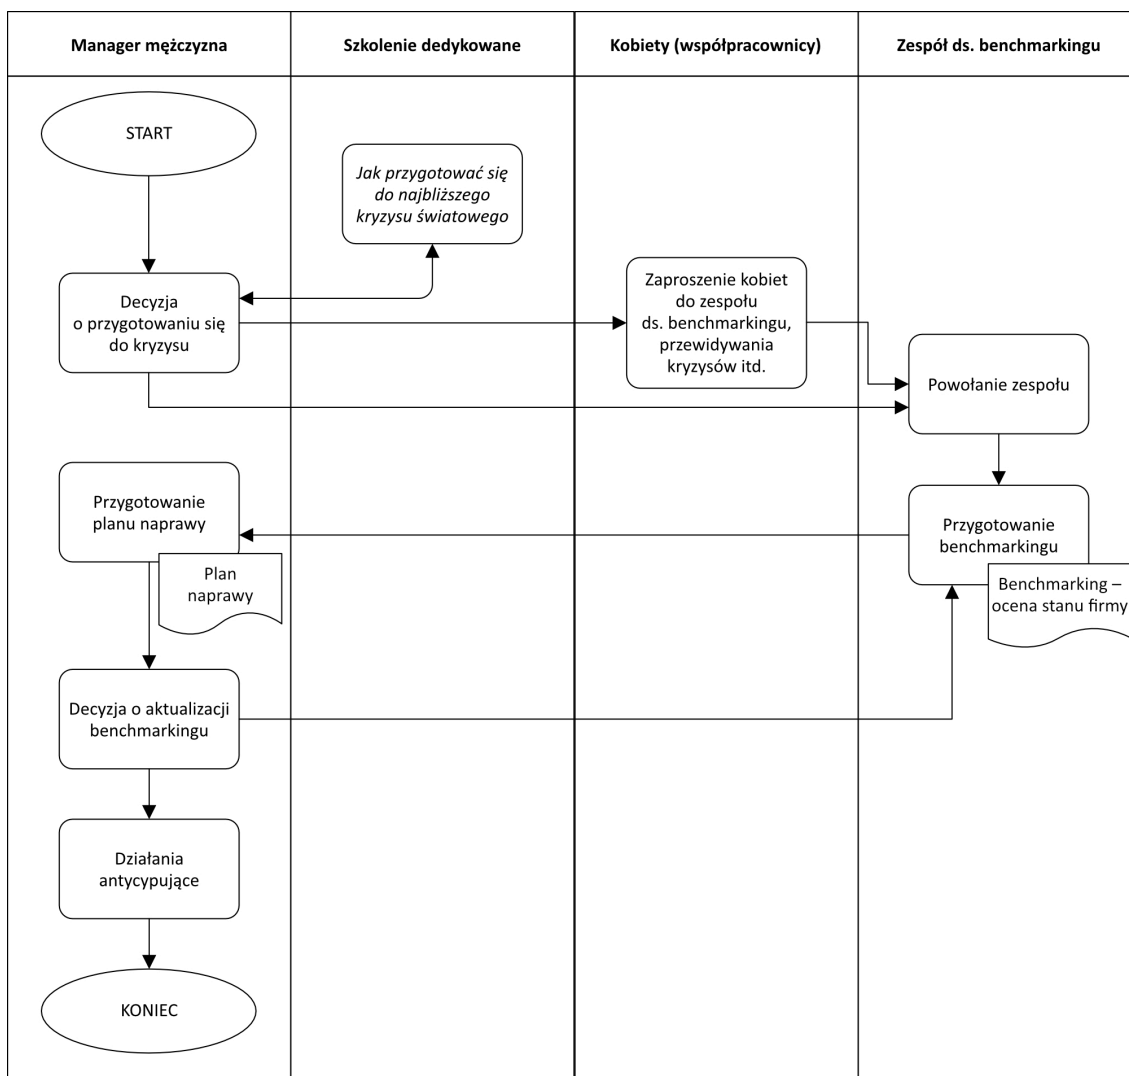 Manager mężczyzna
Szkolenie dedykowane
Kobiety (współpracownicy)
Zespół ds. benchmarkingu
START
Jak przygotować się
do najbliższego
kryzysu światowego
Decyzja
o przygotowaniu się
do kryzysu
Zaproszenie kobiet
do zespołu
ds. benchmarkingu,
przewidywania
kryzysów itd.
Powołanie zespołu
Przygotowanie
planu naprawy
Plan
naprawy
Przygotowanie
benchmarkingu
Benchmarking –
ocena stanu firmy
Decyzja o aktualizacji
benchmarkingu
Działania
antycypujące
KONIEC